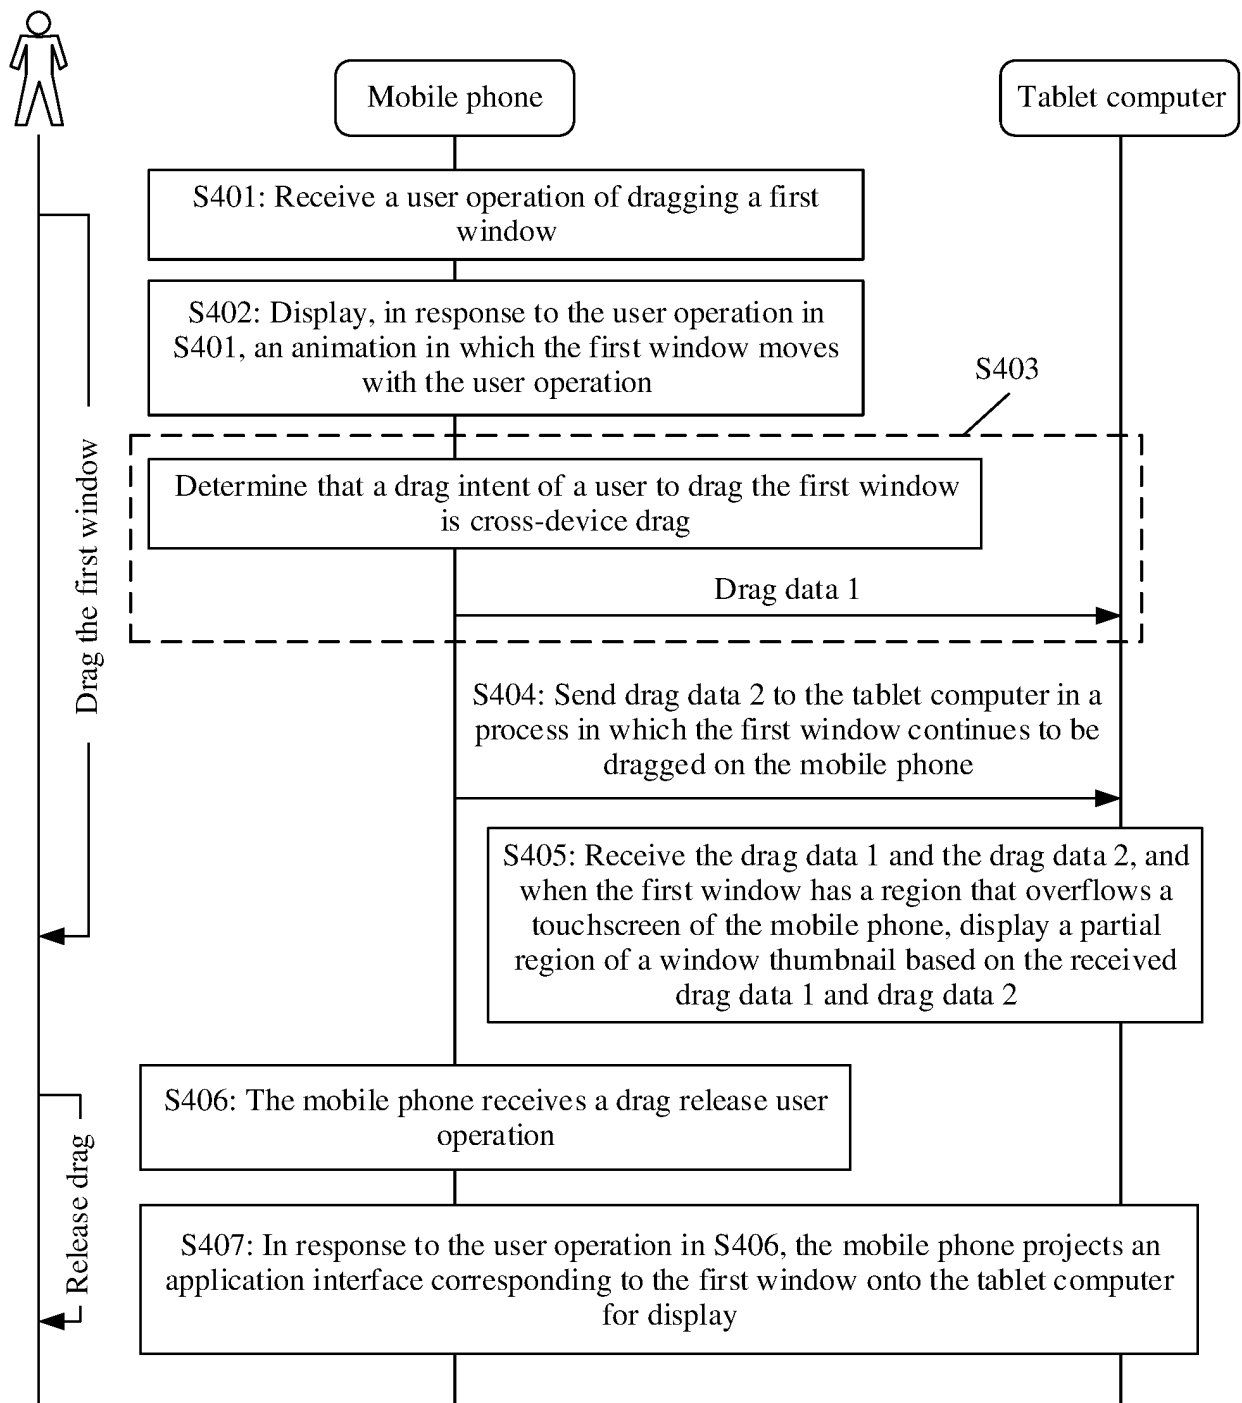 Mobile phone
Tablet computer
S401: Receive a user operation of dragging a first
window
S402: Display, in response to the user operation in
S401, an animation in which the first window moves
with the user operation
S403
Drag the first window
Determine that a drag intent of a user to drag the first window
is cross-device drag
Drag data 1
S404: Send drag data 2 to the tablet computer in a
process in which the first window continues to be
dragged on the mobile phone
S405: Receive the drag data 1 and the drag data 2, and
when the first window has a region that overflows a
touchscreen of the mobile phone, display a partial
region of a window thumbnail based on the received
drag data 1 and drag data 2
S406: The mobile phone receives a drag release user
operation
Release drag
S407: In response to the user operation in S406, the mobile phone projects an
application interface corresponding to the first window onto the tablet computer
for display